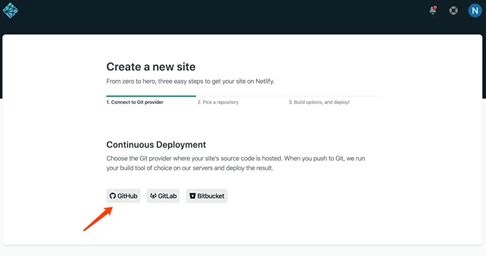 N
Create a new site
From zero to hero, three easy steps to get your site on Netlify.
1. Connect to Git provider
2. Pick a repository
3. Build options, and deploy!
Continuous Deployment
Choose the Git provider where your site's source code is hosted. When you push to Git, we run
your build tool of choice on our servers and deploy the result.
GitHub
GitLab
Bitbucket